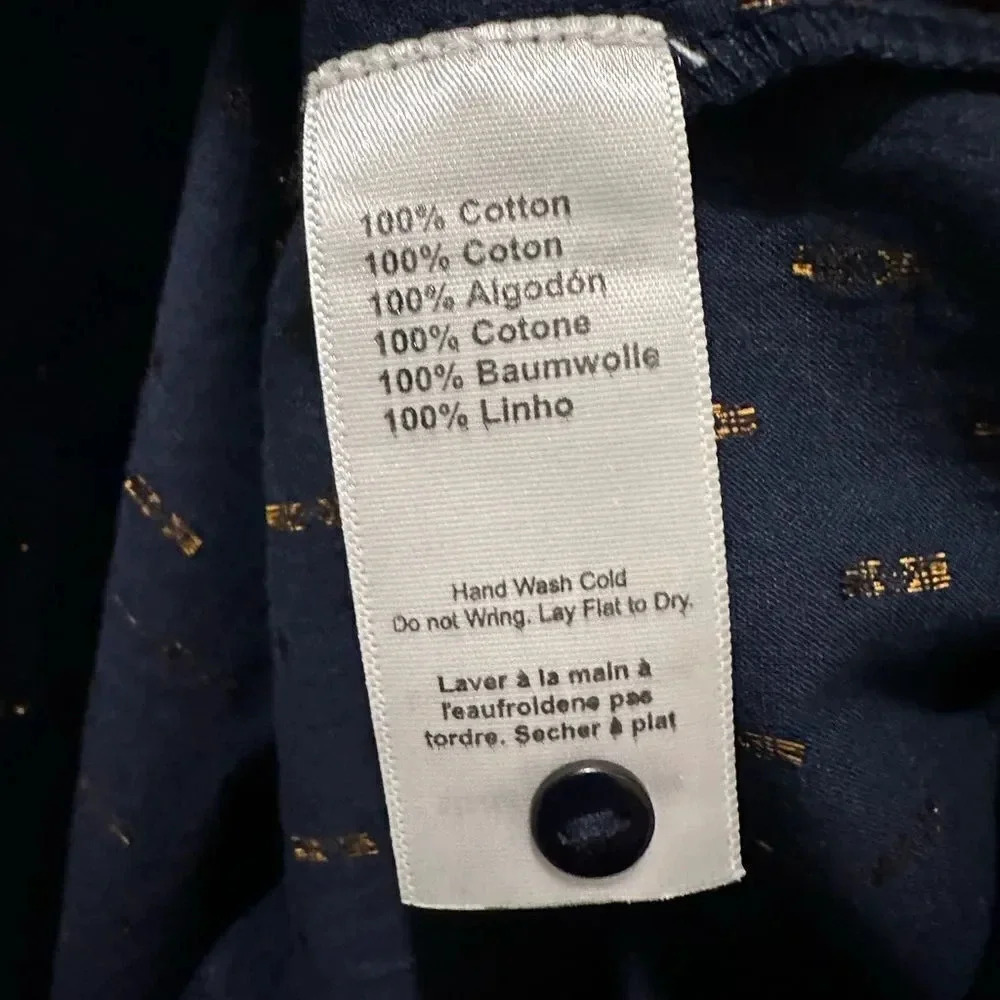 100% Cotton
100% Coton
100% Algodón
100% Cotone
100% Baumwolle
100% Linho
Hand Wash Cold
Do not Wring. Lay Flat to Dry.
Laver à la main à
l'eaufroldene pas
tordre. Secher à plat